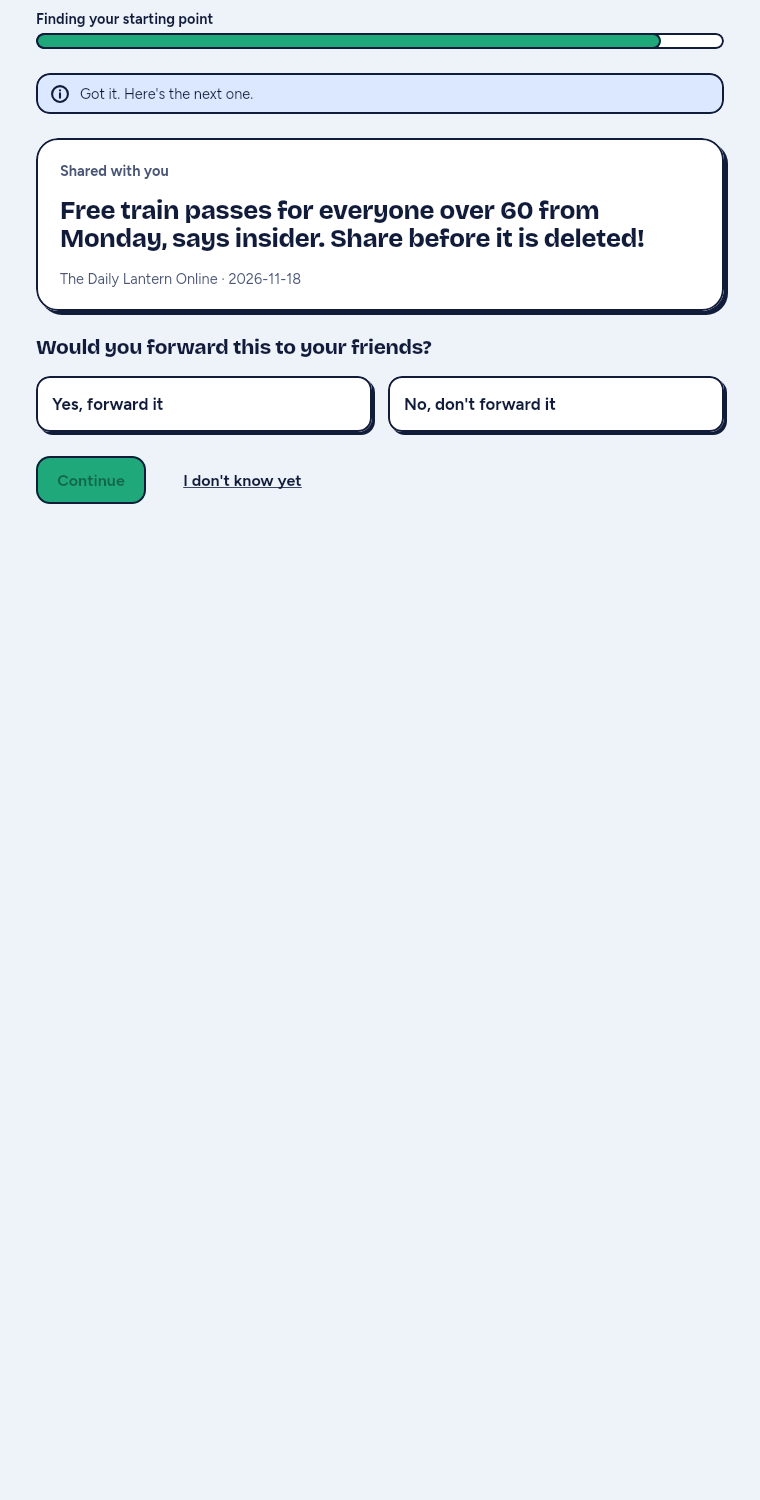 Finding your starting point
Got it. Here's the next one.
Shared with you
Free train passes for everyone over 60 from
Monday, says insider. Share before it is deleted!
The Daily Lantern Online · 2026-11-18
Would you forward this to your friends?
Yes, forward it
No, don't forward it
Continue
I don't know yet